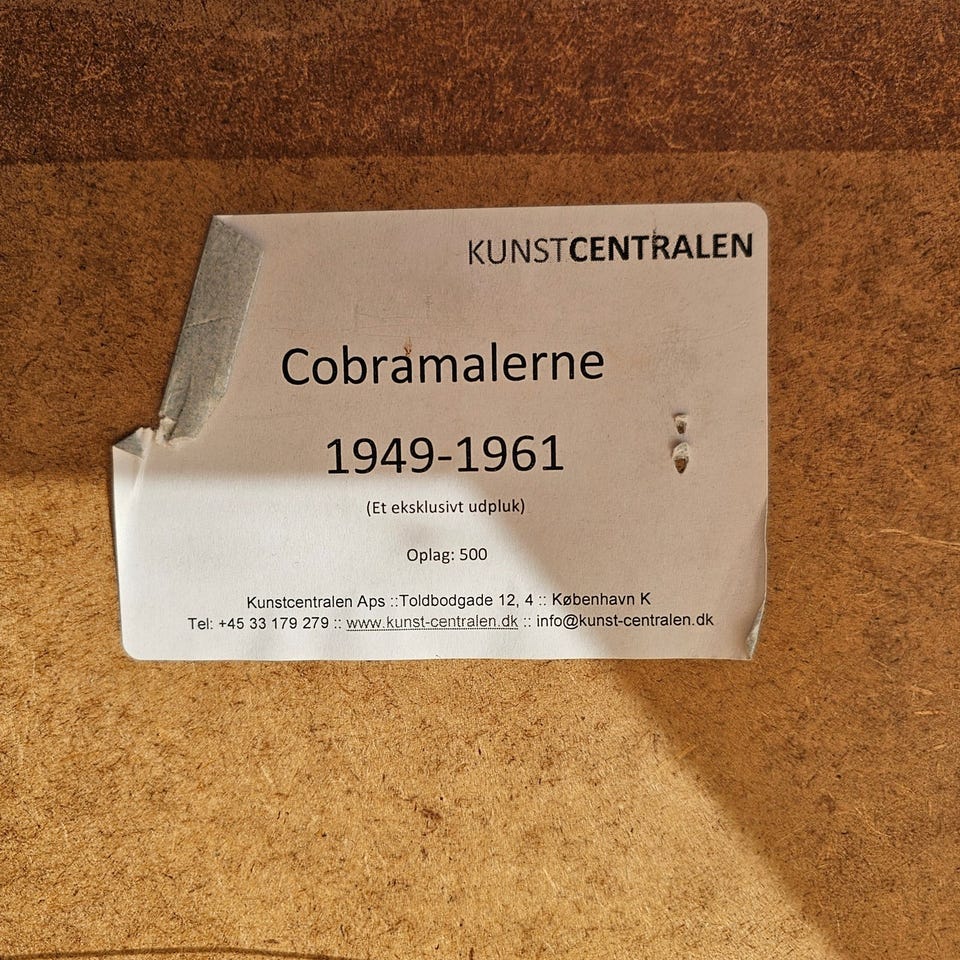 KUNSTCENTRALEN
Cobramalerne
1949-1961
(Et eksklusivt udpluk)
Oplag: 500
Kunstcentralen Aps ::Toldbodgade 12, 4 :: København K
Tel: +45 33 179 279 :: www.kunst-centralen.dk :: info@kunst-centralen.dk